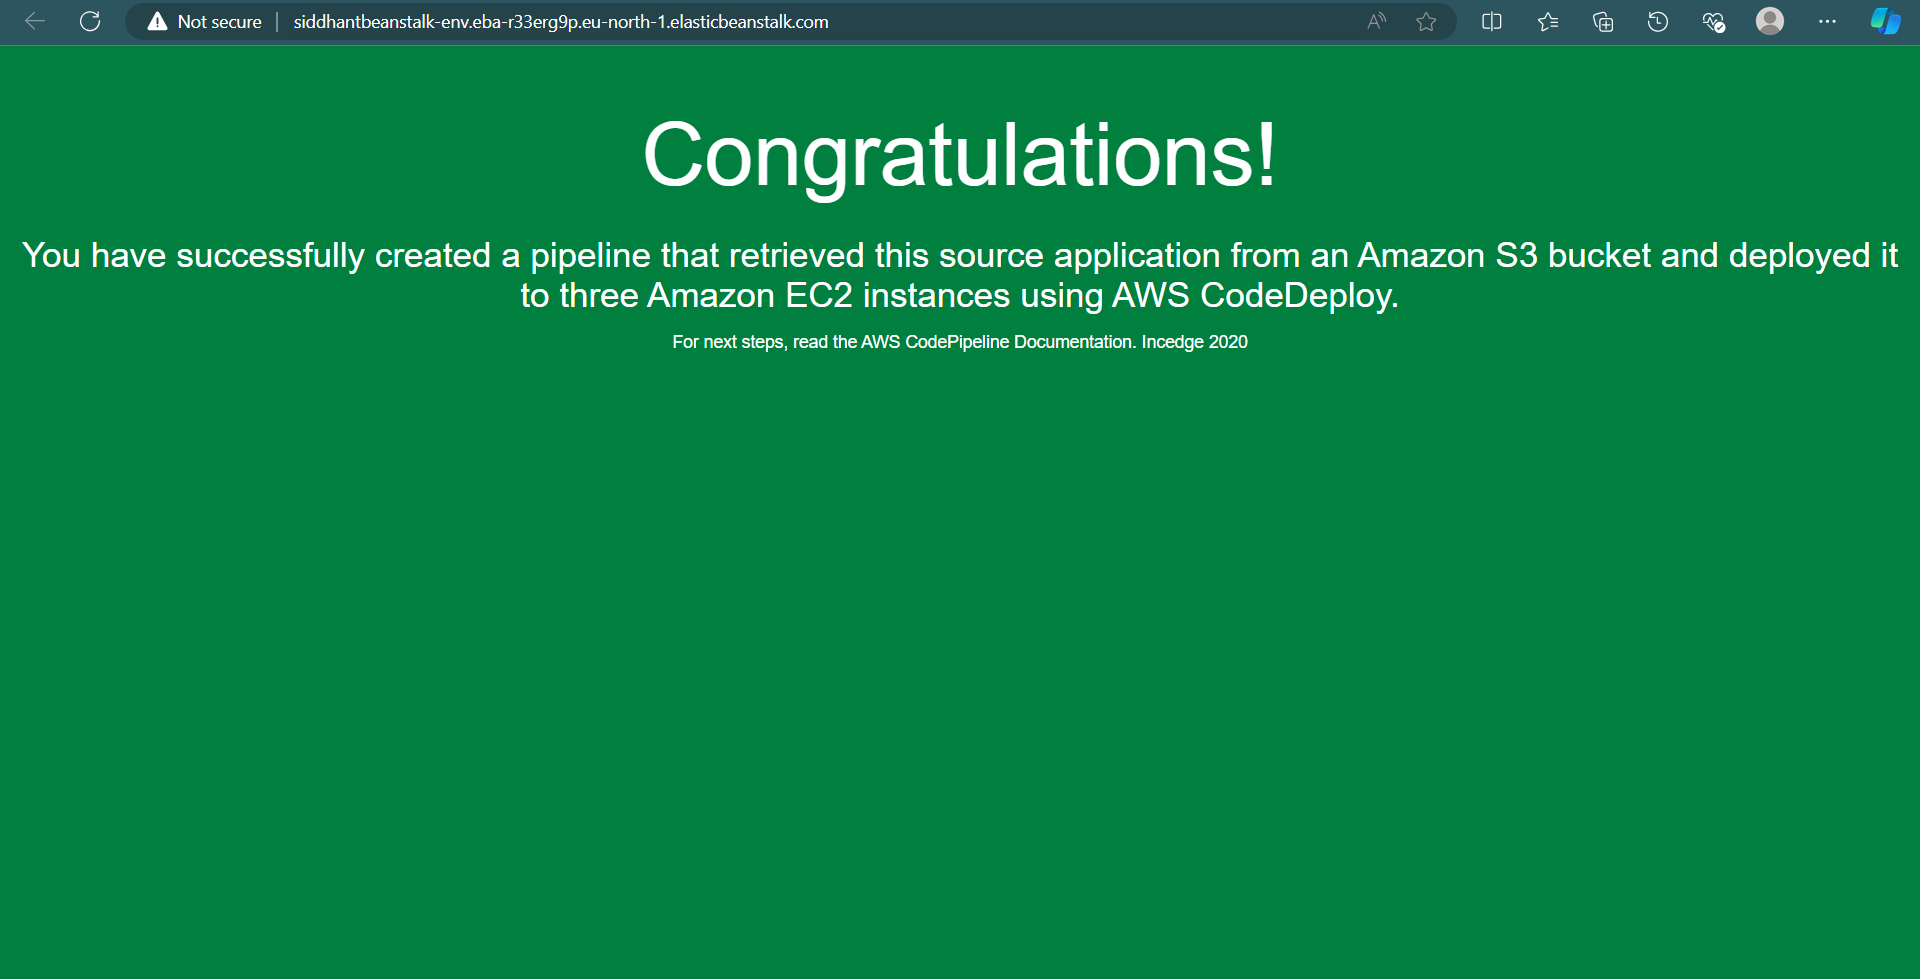 Not secure | siddhantbeanstalk-env.eba-r33erg9p.eu-north-1.elasticbeanstalk.com
Congratulations!
You have successfully created a pipeline that retrieved this source application from an Amazon S3 bucket and deployed it
to three Amazon EC2 instances using AWS CodeDeploy.
For next steps, read the AWS CodePipeline Documentation. Incedge 2020